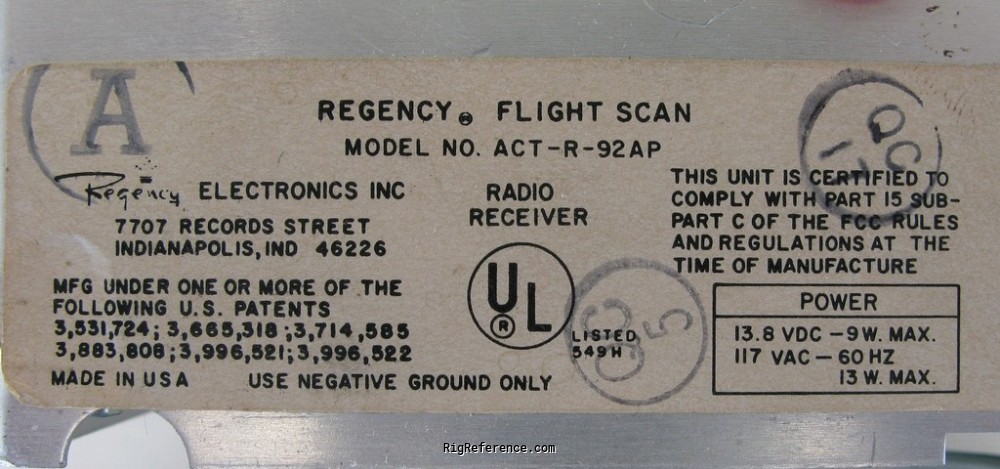 A
REGENCY ® FLIGHT SCAN
MODEL NO. ACT-R-92AP
Regency ELECTRONICS INC
7707 RECORDS STREET
INDIANAPOLIS, IND 46226
MFG UNDER ONE OR MORE OF THE
FOLLOWING U.S. PATENTS
3,531,724; 3,665,318; 3,714,585
3,883,808; 3,996,521; 3,996,522
MADE IN USA USE NEGATIVE GROUND ONLY
RADIO
RECEIVER
UL
®
LISTED
549H
QC
17
QC
5
THIS UNIT IS CERTIFIED TO
COMPLY WITH PART 15 SUB-
PART C OF THE FCC RULES
AND REGULATIONS AT THE
TIME OF MANUFACTURE
POWER
13.8 VDC - 9W. MAX.
117 VAC - 60 HZ
13 W. MAX.
RigReference.com